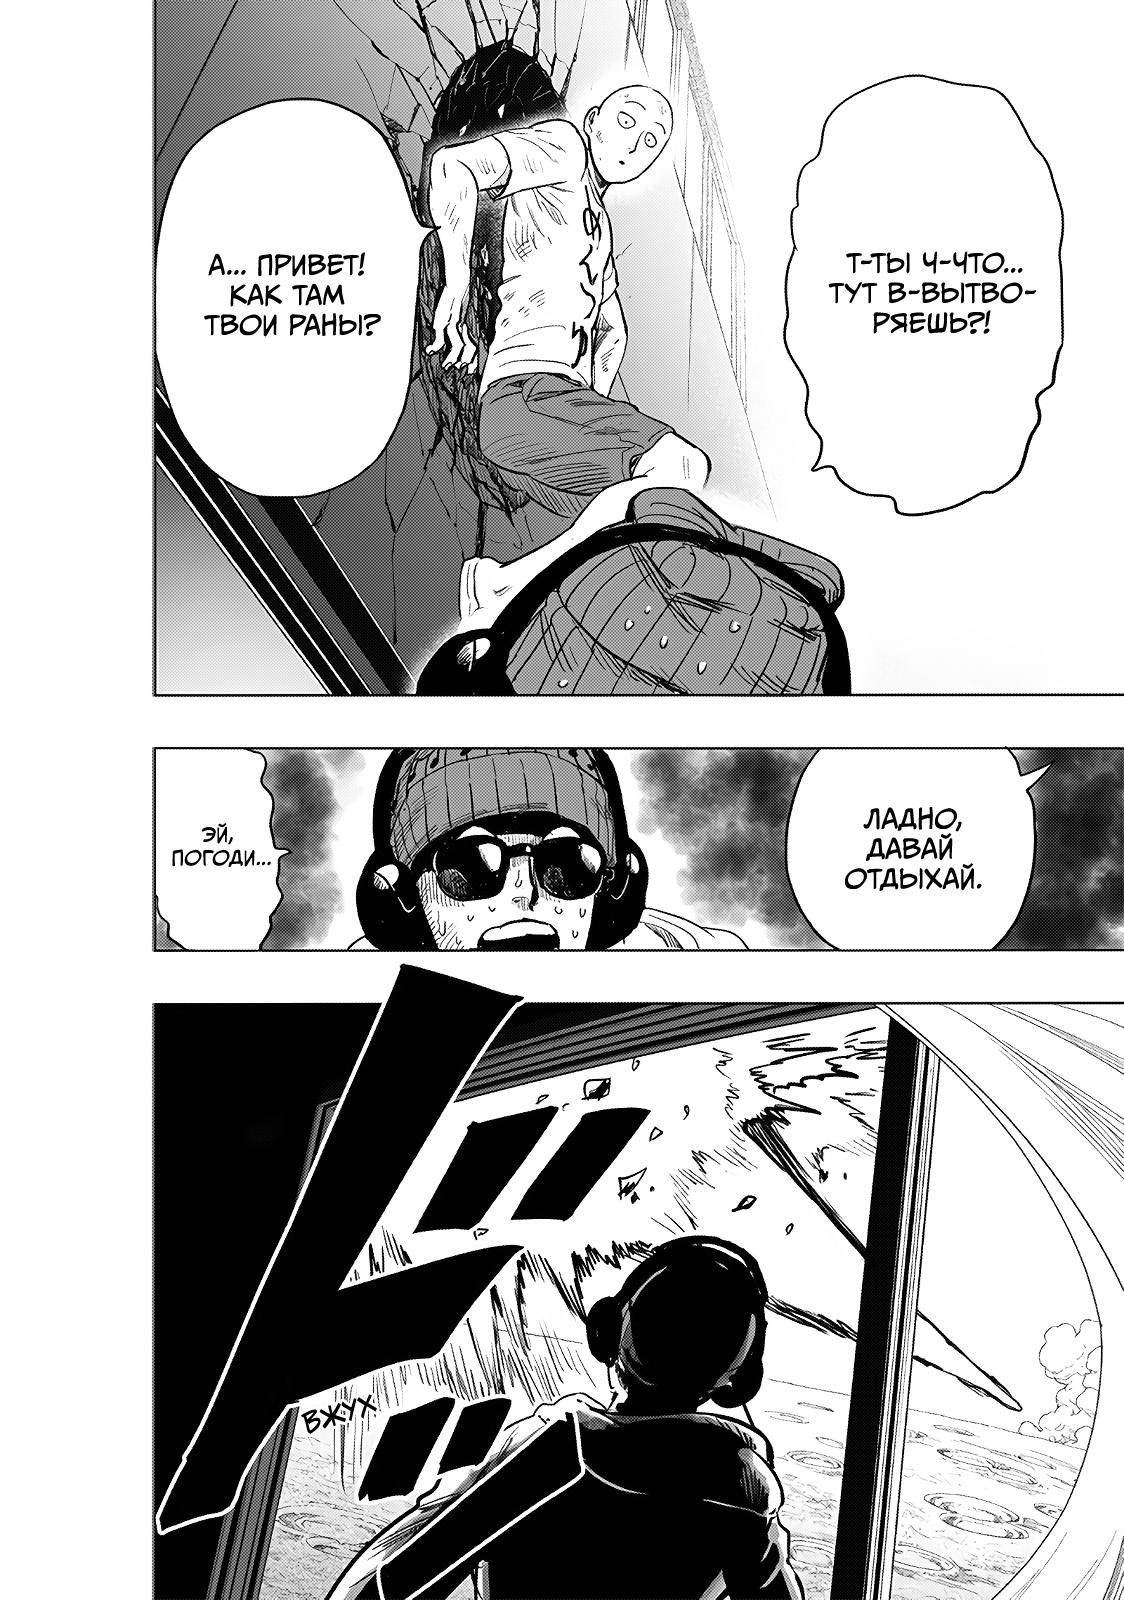 Т-ТЫ Ч-ЧТО...
ТУТ В-ВЫТВО-
РЯЕШЬ?!
А... ПРИВЕТ!
КАК ТАМ
ТВОИ РАНЫ?
ЛАДНО,
ДАВАЙ
ОТДЫХАЙ.
ЭЙ,
ПОГОДИ...
ВЖУХ